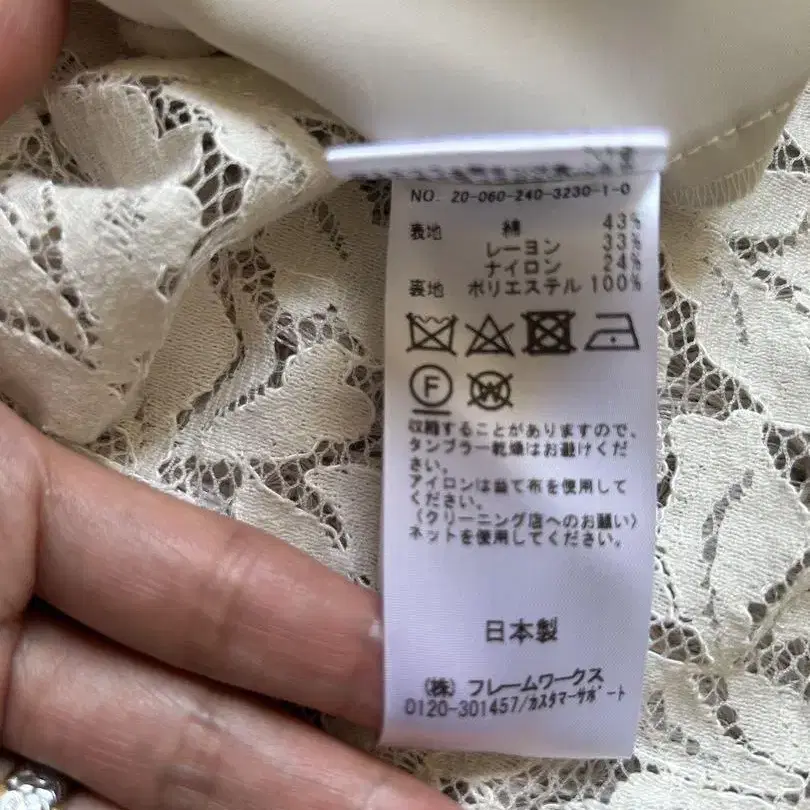 NO. 20-060-240-3230-1-0
表地 綿 43%
レーヨン 33%
ナイロン 24%
裏地 ポリエステル 100%
F W
収縮することがありますので、
タンブラー乾燥はお避けくだ
さい。
アイロンは当て布を使用して
ください。
〈クリーニング店へのお願い〉
ネットを使用してください。
日本製
(株) フレームワークス
0120-301457/カスタマーサポート